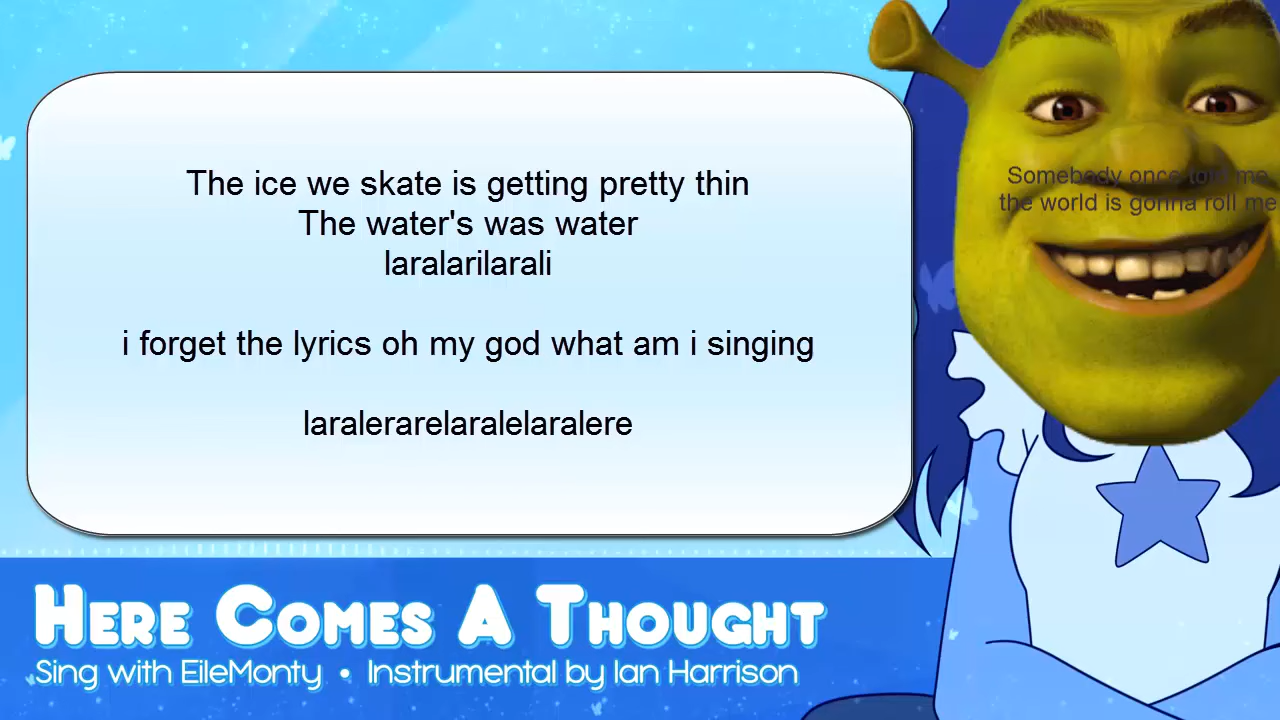 The ice we skate is getting pretty thin
The water's was water
laralarilarali
i forget the lyrics oh my god what am i singing
laralerarelaralelaralere
Somebody once told me
the world is gonna roll me
HERE COMES A THOUGHT
Sing with EileMonty • Instrumental by Ian Harrison